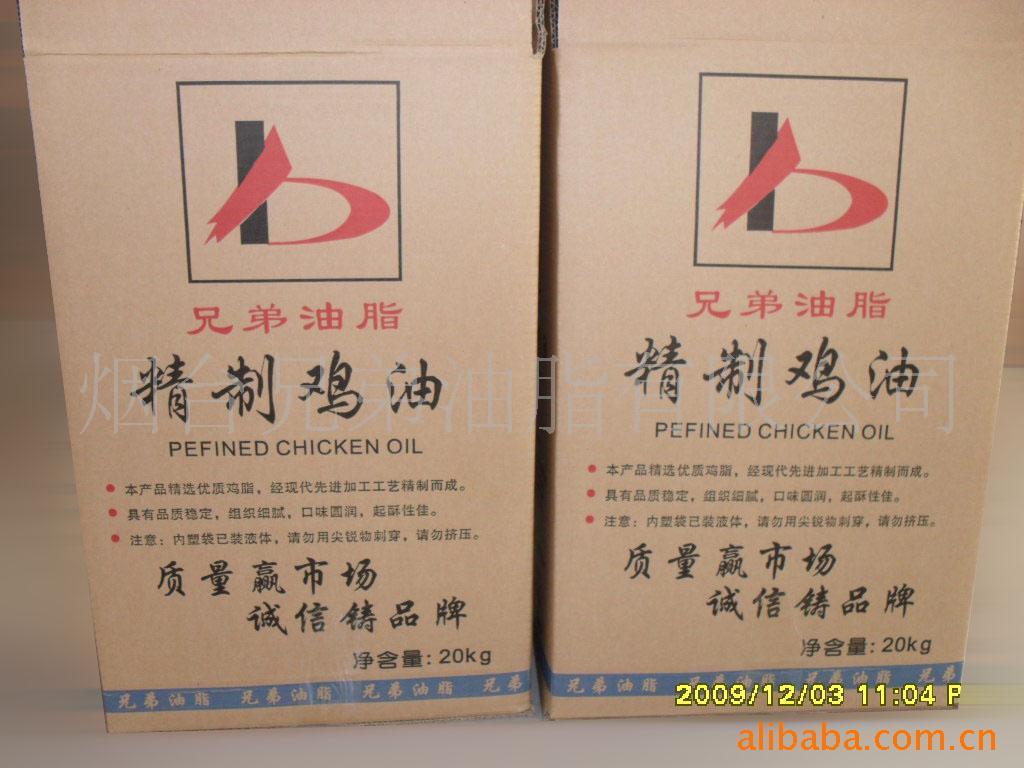 兄弟油脂
精制鸡油
PEFINED CHICKEN OIL
本产品精选优质鸡脂，经现代先进加工工艺精制而成。
具有品质稳定，组织细腻，口味圆润，起酥性佳。
注意：内塑袋已装液体，请勿用尖锐物刺穿，请勿挤压。
质量赢市场
诚信铸品牌
净含量:20kg
兄弟油脂 兄弟油脂 兄弟油脂 兄弟
兄弟油脂
精制鸡油
PEFINED CHICKEN OIL
本产品精选优质鸡脂，经现代先进加工工艺精制而成。
具有品质稳定，组织细腻，口味圆润，起酥性佳。
注意：内塑袋已装液体，请勿用尖锐物刺穿，请勿挤压。
质量赢市场
诚信铸品牌
净含量:20kg
兄弟油脂
烟台兄弟油脂有限公司
2009/12/03 11:04 P
alibaba.com.cn